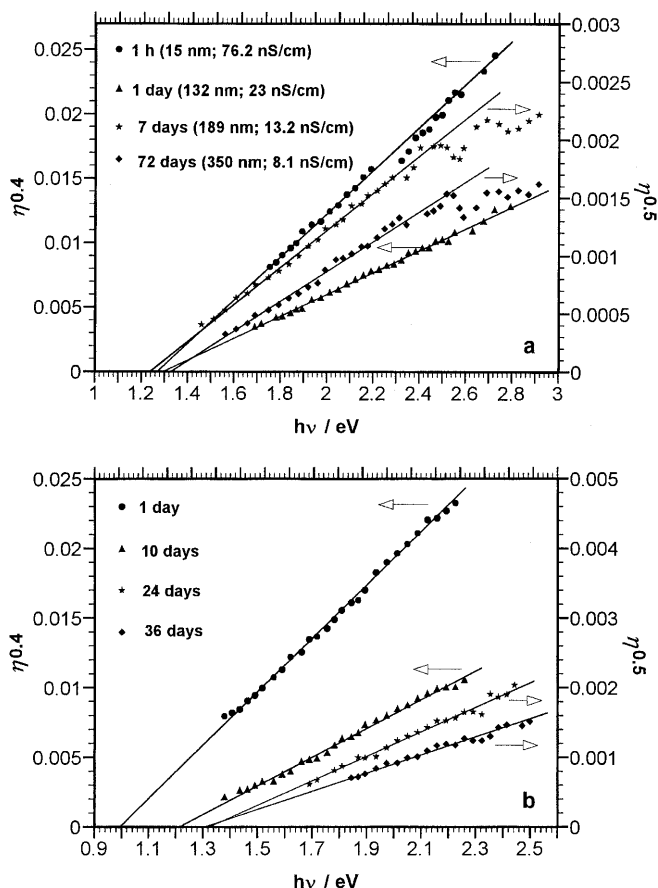 0.003
0.025
1 h (15 nm; 76.2 nS/cm)
0.0025
1 day (132 nm; 23 nS/cm)
0.02
7 days (189 nm; 13.2 nS/cm)
0.002
72 days (350 nm; 8.1 nS/cm)
0.015
0.0015
η0.4
η0.5
0.01
0.001
0.005
0.0005
a
0
0
1 1.2 1.4 1.6 1.8 2 2.2 2.4 2.6 2.8 3
hν / eV
0.025
0.005
1 day
0.02
0.004
10 days
24 days
0.015
0.003
36 days
η0.4
η0.5
0.01
0.002
0.005
0.001
b
0
0
0.9 1.1 1.3 1.5 1.7 1.9 2.1 2.3 2.5
hν / eV